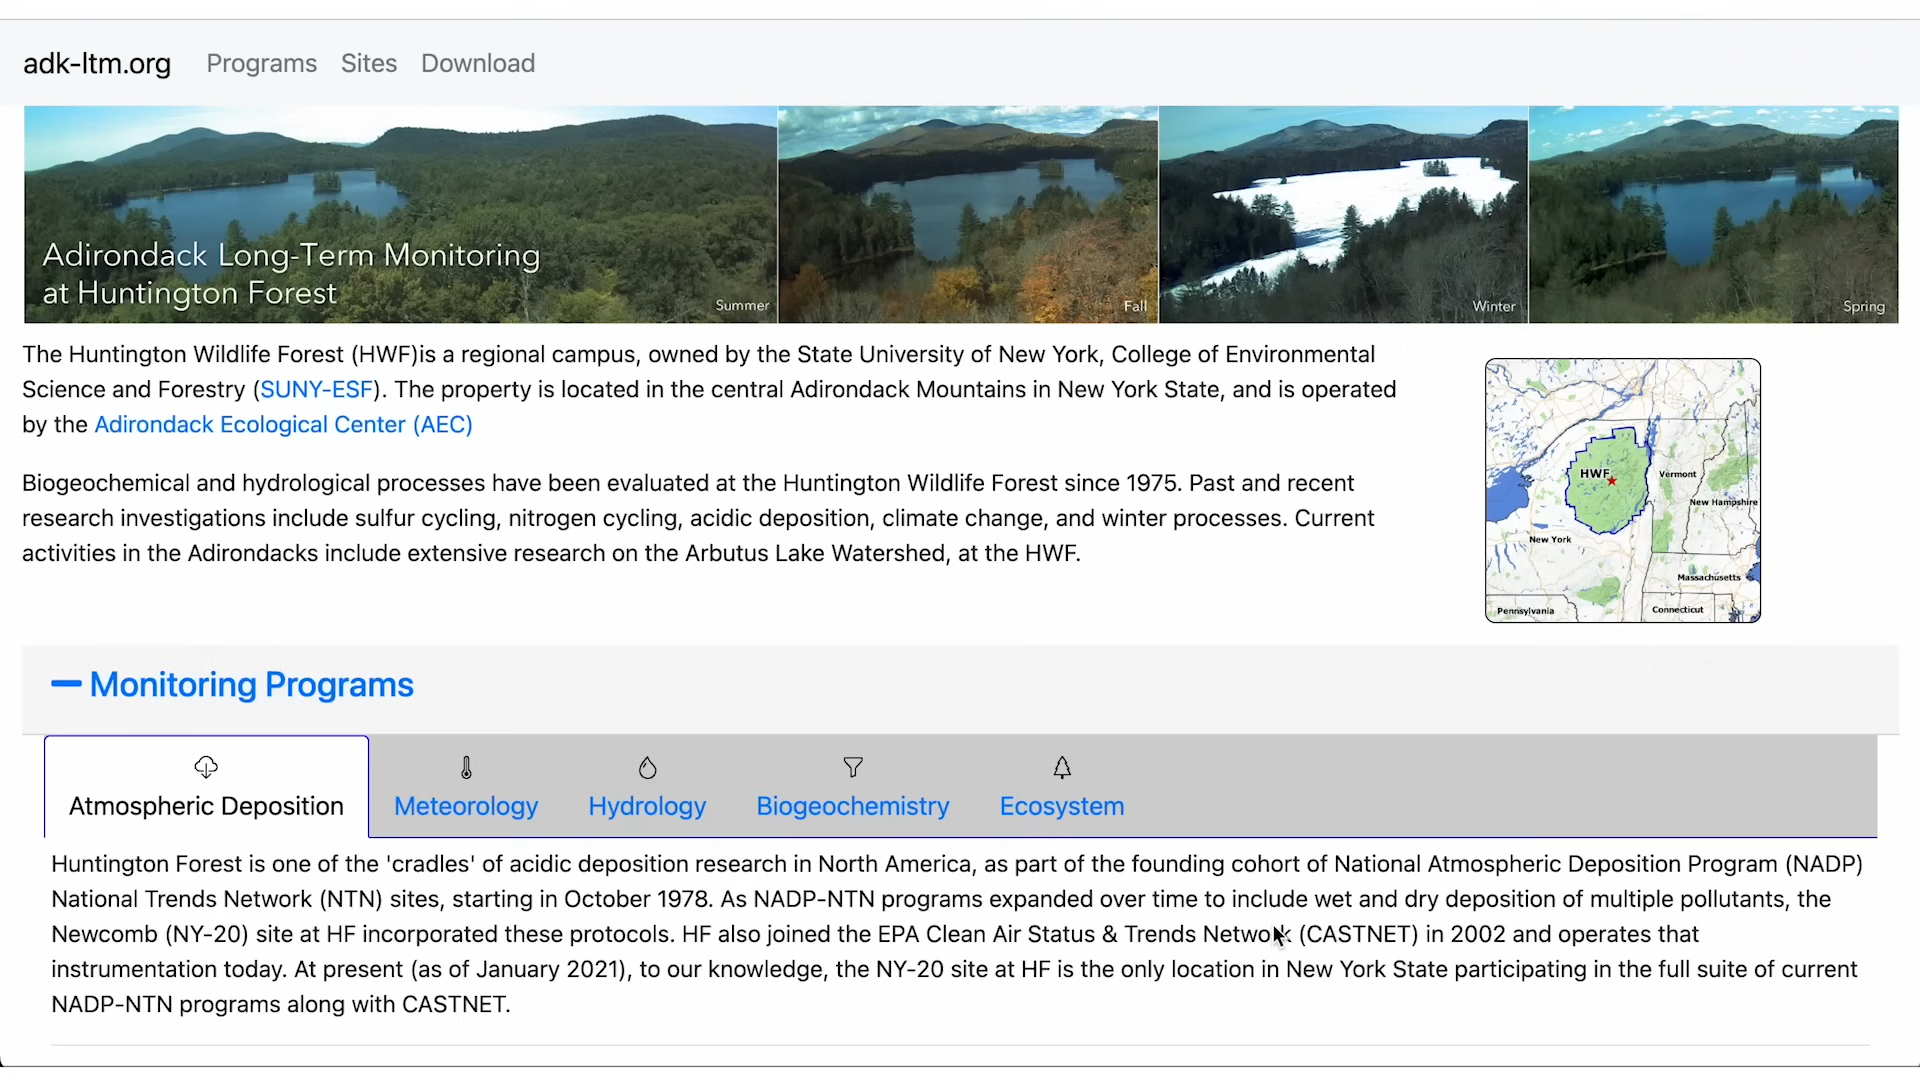 adk-ltm.org Programs Sites Download
Adirondack Long-Term Monitoring
at Huntington Forest
Summer
Fall
Winter
Spring
The Huntington Wildlife Forest (HWF)is a regional campus, owned by the State University of New York, College of Environmental
Science and Forestry (SUNY-ESF). The property is located in the central Adirondack Mountains in New York State, and is operated
by the Adirondack Ecological Center (AEC)
Biogeochemical and hydrological processes have been evaluated at the Huntington Wildlife Forest since 1975. Past and recent
research investigations include sulfur cycling, nitrogen cycling, acidic deposition, climate change, and winter processes. Current
activities in the Adirondacks include extensive research on the Arbutus Lake Watershed, at the HWF.
HWF
Vermont
New Hampshire
New York
Massachusetts
Pennsylvania
Connecticut
Monitoring Programs
Atmospheric Deposition
Meteorology
Hydrology
Biogeochemistry
Ecosystem
Huntington Forest is one of the 'cradles' of acidic deposition research in North America, as part of the founding cohort of National Atmospheric Deposition Program (NADP)
National Trends Network (NTN) sites, starting in October 1978. As NADP-NTN programs expanded over time to include wet and dry deposition of multiple pollutants, the
Newcomb (NY-20) site at HF incorporated these protocols. HF also joined the EPA Clean Air Status & Trends Network (CASTNET) in 2002 and operates that
instrumentation today. At present (as of January 2021), to our knowledge, the NY-20 site at HF is the only location in New York State participating in the full suite of current
NADP-NTN programs along with CASTNET.